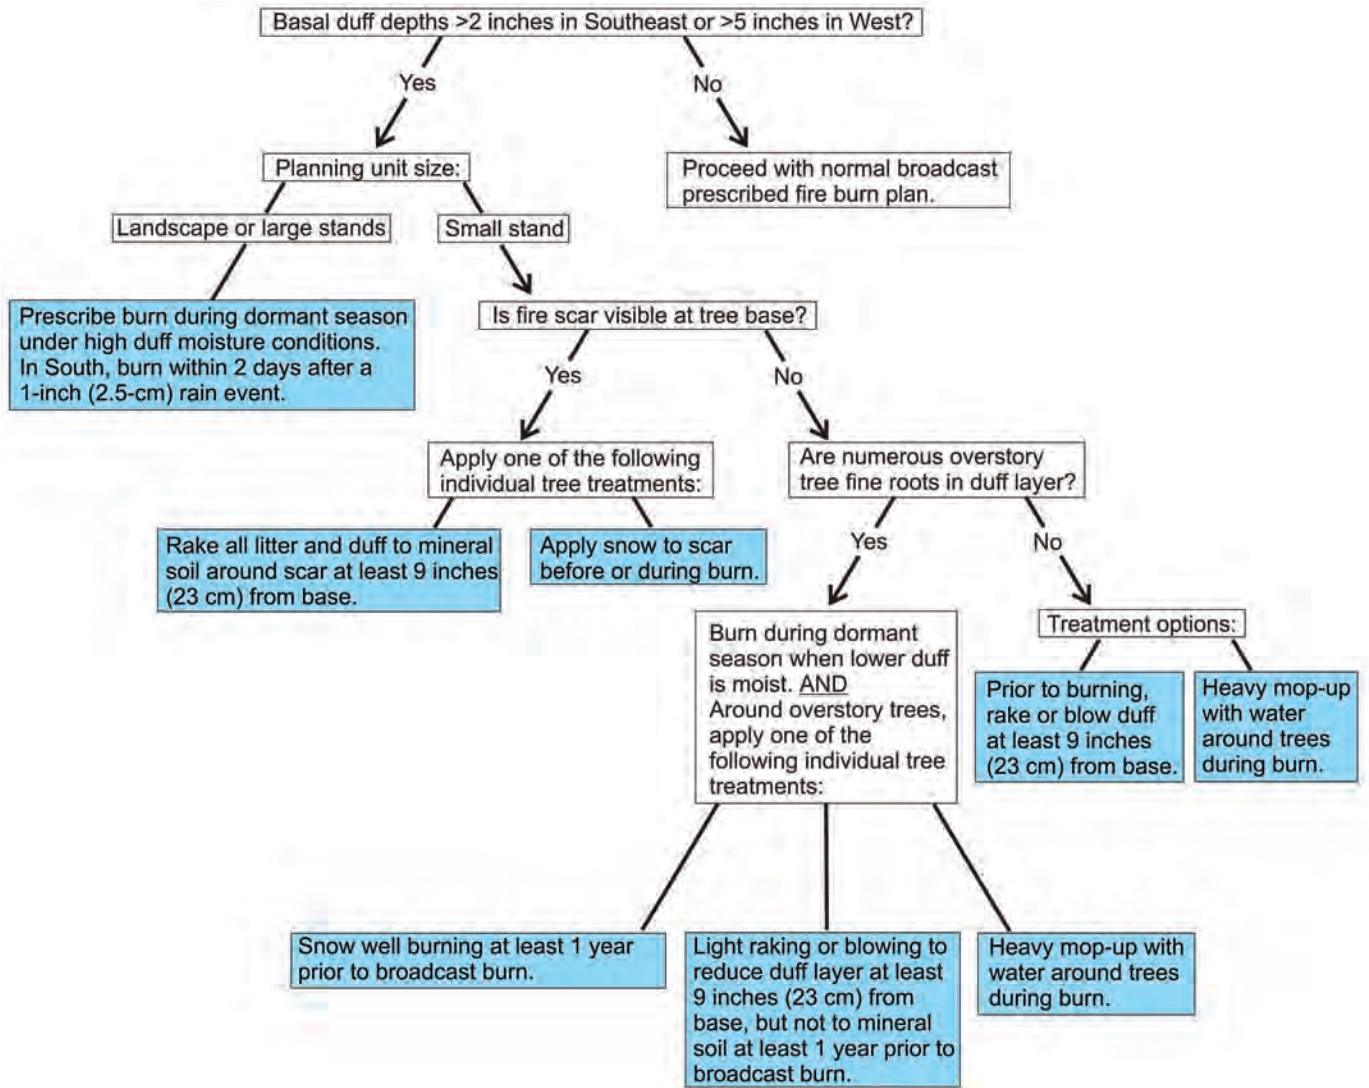 Basal duff depths >2 inches in Southeast or >5 inches in West?
Yes
No
Planning unit size:
Proceed with normal broadcast
prescribed fire burn plan.
Landscape or large stands
Small stand
Prescribe burn during dormant season
under high duff moisture conditions.
In South, burn within 2 days after a
1-inch (2.5-cm) rain event.
Is fire scar visible at tree base?
Yes
No
Apply one of the following
individual tree treatments:
Are numerous overstory
tree fine roots in duff layer?
Rake all litter and duff to mineral
soil around scar at least 9 inches
(23 cm) from base.
Apply snow to scar
before or during burn.
Yes
No
Burn during dormant
season when lower duff
is moist. AND
Around overstory trees,
apply one of the
following individual tree
treatments:
Treatment options:
Prior to burning,
rake or blow duff
at least 9 inches
(23 cm) from base.
Heavy mop-up
with water
around trees
during burn.
Snow well burning at least 1 year
prior to broadcast burn.
Light raking or blowing to
reduce duff layer at least
9 inches (23 cm) from
base, but not to mineral
soil at least 1 year prior to
broadcast burn.
Heavy mop-up with
water around trees
during burn.